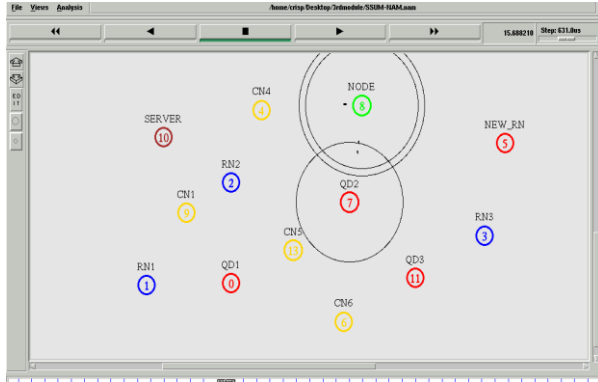 File Views Analysis /home/crisp/Desktop/3rdmodule/SSUM-NAM.nam
15.688210 Step: 631.0us
ED
IT
NODE
8
CN4
4
SERVER
10
NEW_RN
5
RN2
2
QD2
7
CN1
9
RN3
3
CN5
13
RN1
1
QD1
0
QD3
11
CN6
6